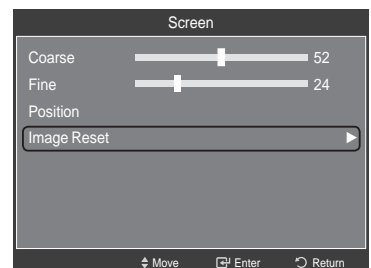 Screen
Coarse 52
Fine 24
Position
Image Reset
Move Enter Return